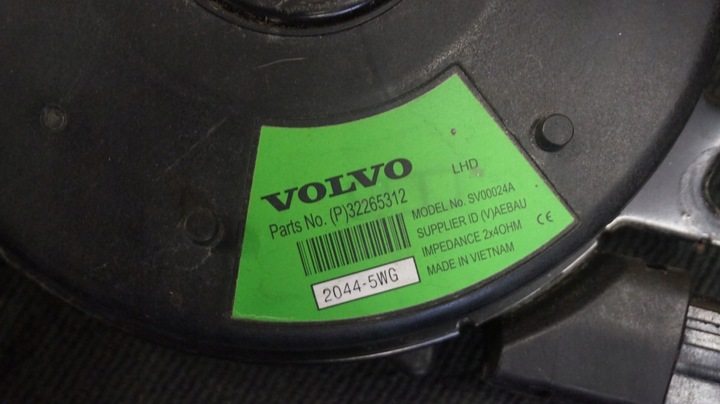 VOLVO
LHD
Parts No. (P)32265312
MODEL No. SV00024A
SUPPLIER ID (V)AEBAU
IMPEDANCE 2x4OHM
MADE IN VIETNAM
CE
2044-5WG